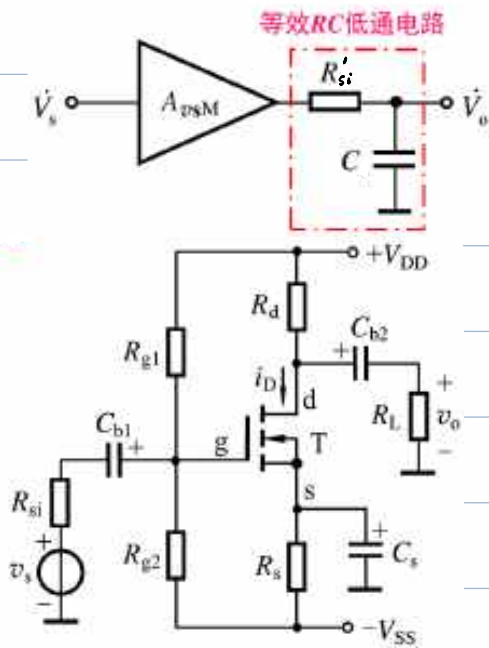 等效RC低通电路
R'si
V̇s
AvsM
V̇o
C
+VDD
Rd
Cb2
+
Rg1
iD
d
+
RL
vo
-
Cb1
+
g
T
Rsi
s
+
vs
-
Rg2
Rs
+
Cs
-VSS